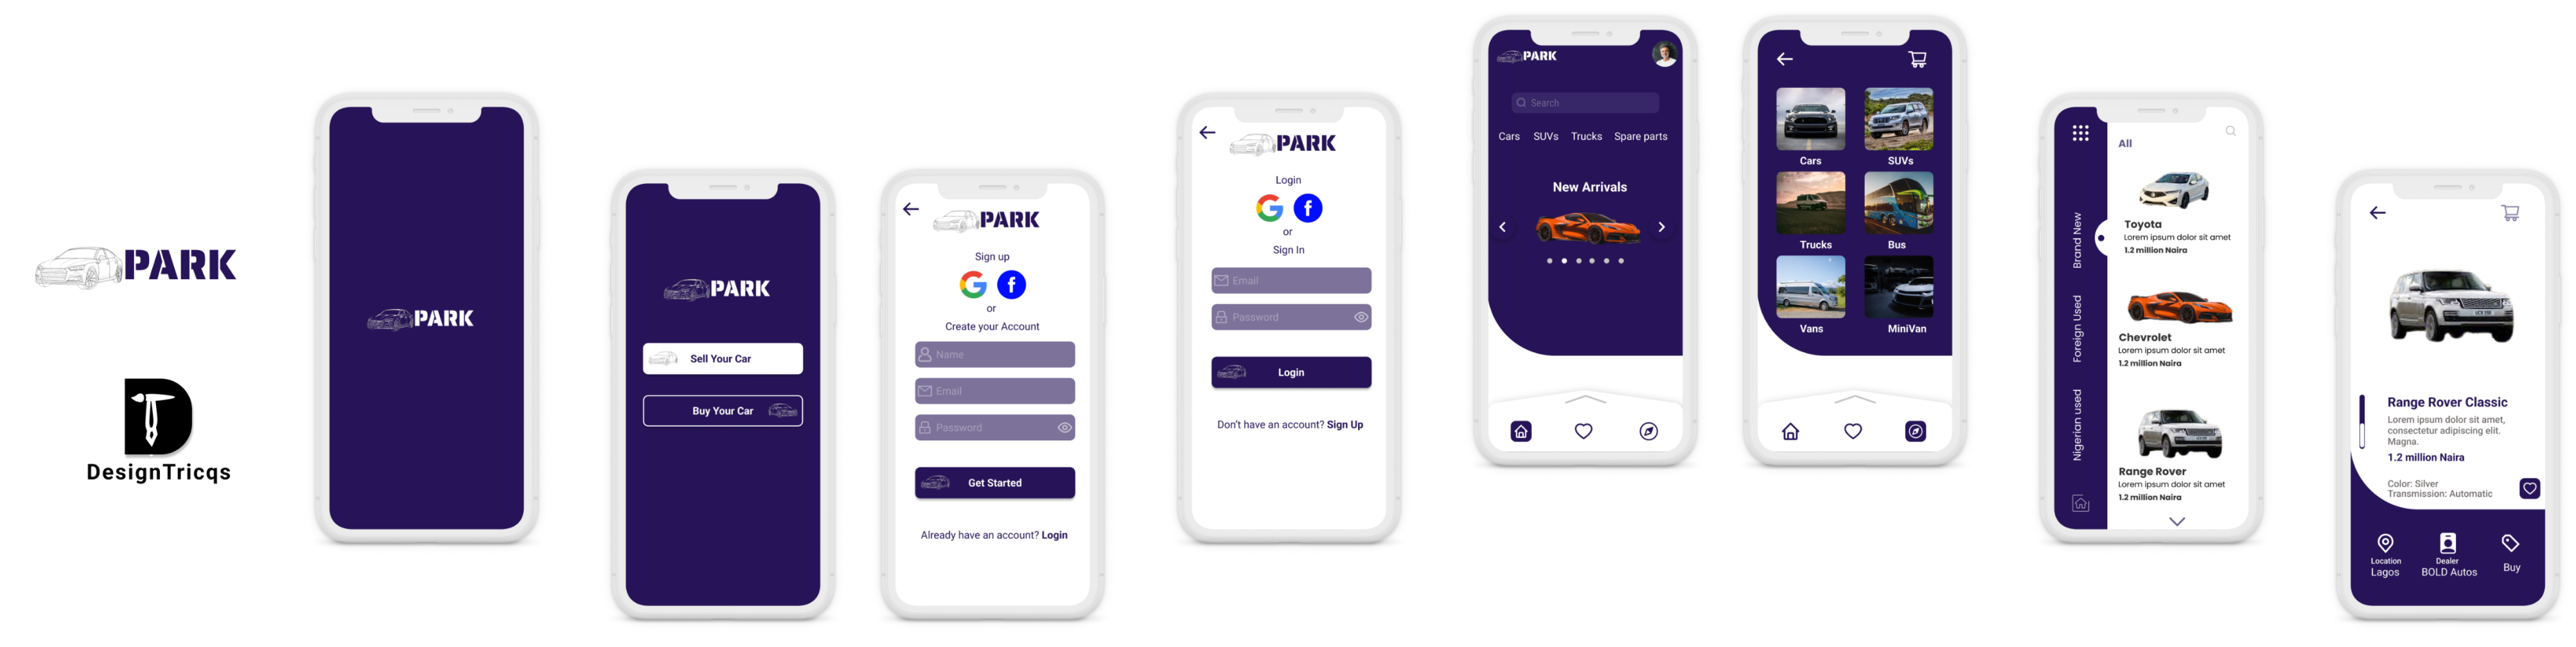 PARK
DesignTricqs
PARK
PARK
Sell Your Car
Buy Your Car
PARK
Sign up
or
Create your Account
Name
Email
Password
Get Started
Already have an account? Login
PARK
Login
or
Sign In
Email
Password
Login
Don't have an account? Sign Up
PARK
Search
Cars SUVs Trucks Spare parts
New Arrivals
Cars SUVs
Trucks Bus
Vans MiniVan
Brand New
Foreign Used
Nigerian used
All
Toyota
Lorem ipsum dolor sit amet
1.2 million Naira
Chevrolet
Lorem ipsum dolor sit amet
1.2 million Naira
Range Rover
Lorem ipsum dolor sit amet
1.2 million Naira
Range Rover Classic
Lorem ipsum dolor sit amet,
consectetur adipiscing elit.
Magna.
1.2 million Naira
Color: Silver
Transmission: Automatic
Location Dealer
Lagos BOLD Autos Buy